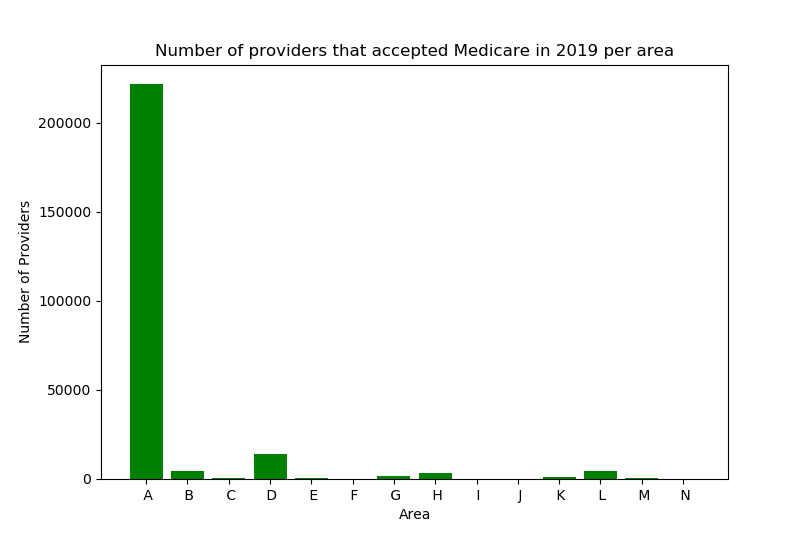 Number of providers that accepted Medicare in 2019 per area
Number of Providers
200000
150000
100000
50000
0
A B C D E F G H I J K L M N
Area